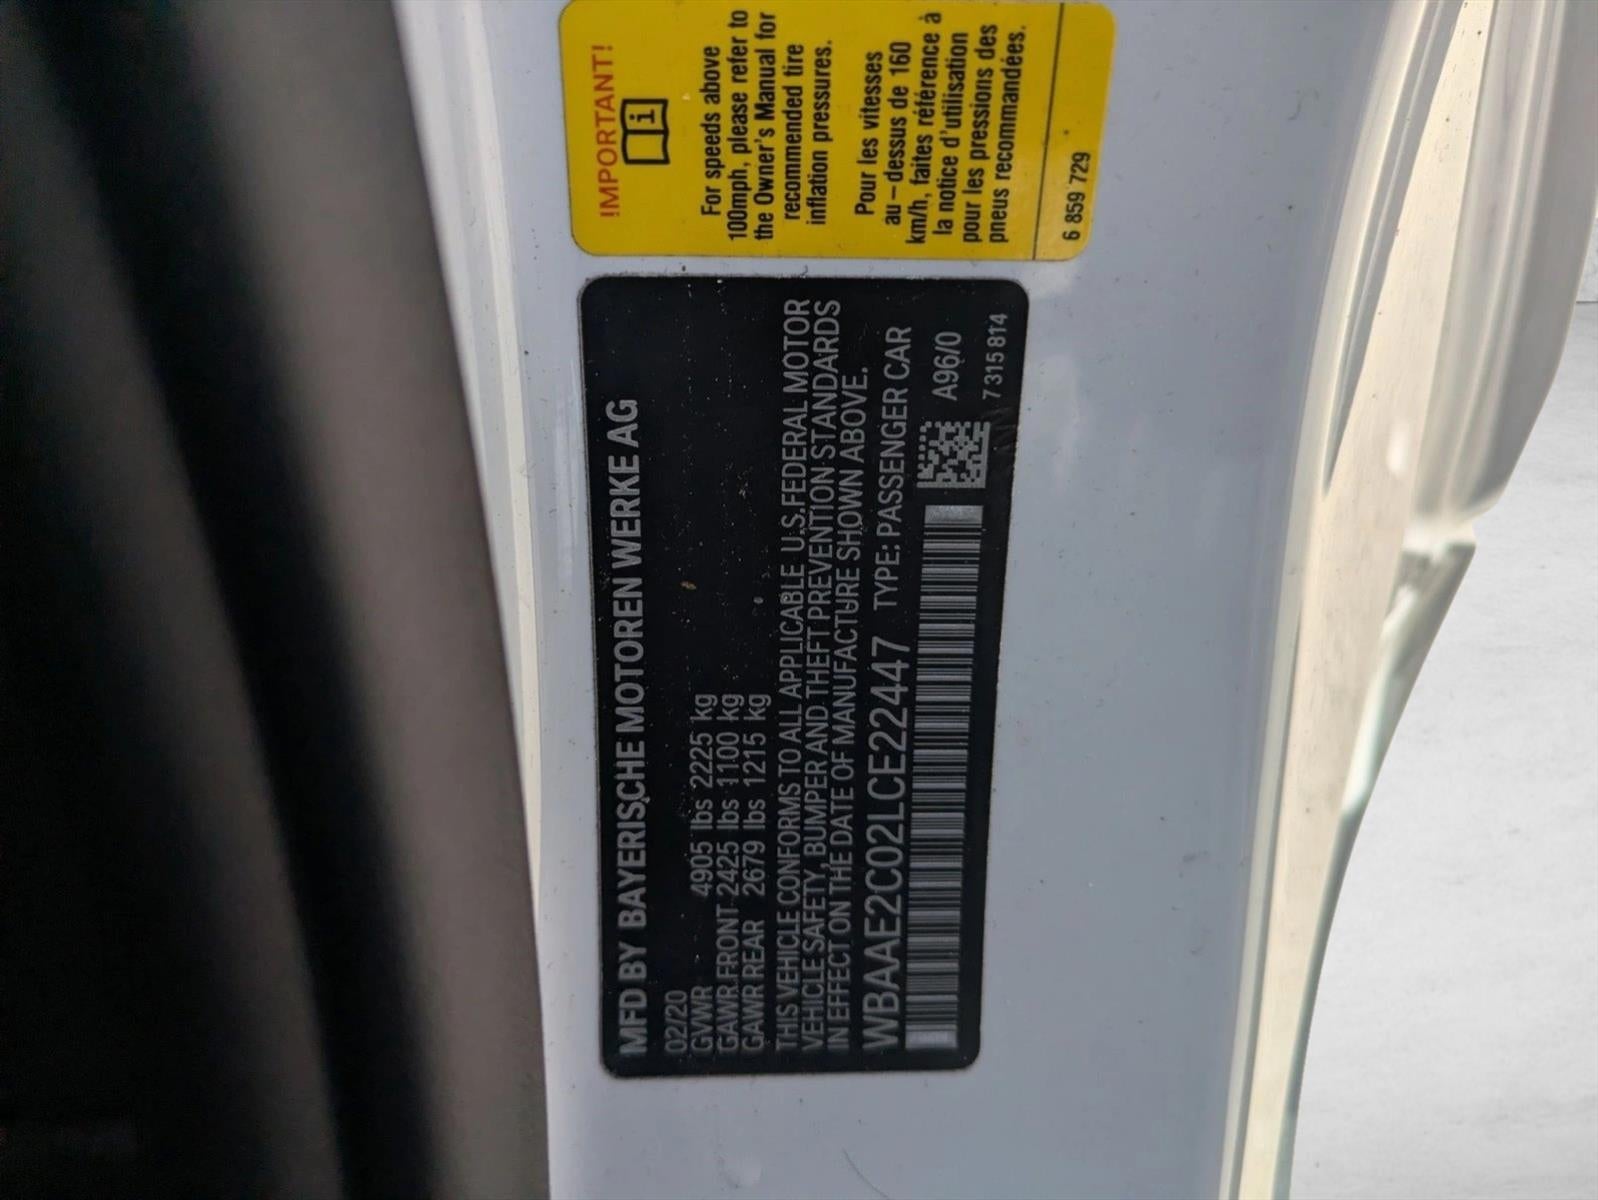 MFD BY BAYERISCHE MOTOREN WERKE AG
02/20
GVWR 4905 lbs 2225 kg
GAWR FRONT 2425 lbs 1100 kg
GAWR REAR 2679 lbs 1215 kg
THIS VEHICLE CONFORMS TO ALL APPLICABLE U.S.FEDERAL MOTOR
VEHICLE SAFETY, BUMPER AND THEFT PREVENTION STANDARDS
IN EFFECT ON THE DATE OF MANUFACTURE SHOWN ABOVE.
WBAAE2C02LCE22447 TYPE: PASSENGER CAR
A96/0
7315814
!MPORTANT!
For speeds above
100mph, please refer to
the Owner's Manual for
recommended tire
inflation pressures.
Pour les vitesses
au-dessus de 160
km/h, faites référence à
la notice d'utilisation
pour les pressions des
pneus recommandées.
6 859 729